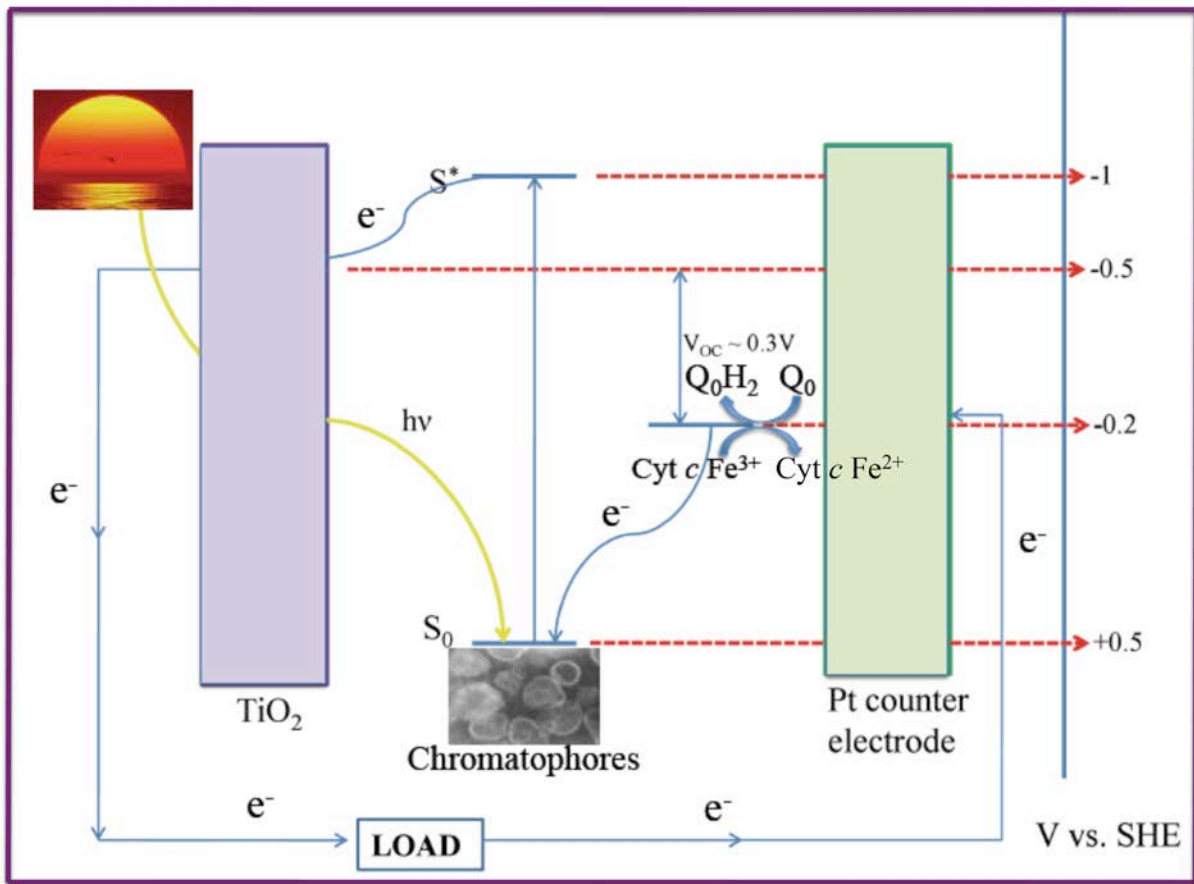 S*
-1
e⁻
-0.5
V_OC ~ 0.3V
Q₀H₂ Q₀
hν
-0.2
Cyt c Fe³⁺ Cyt c Fe²⁺
e⁻
e⁻
e⁻
S₀
+0.5
TiO₂
Pt counter
electrode
Chromatophores
e⁻
e⁻
LOAD
V vs. SHE